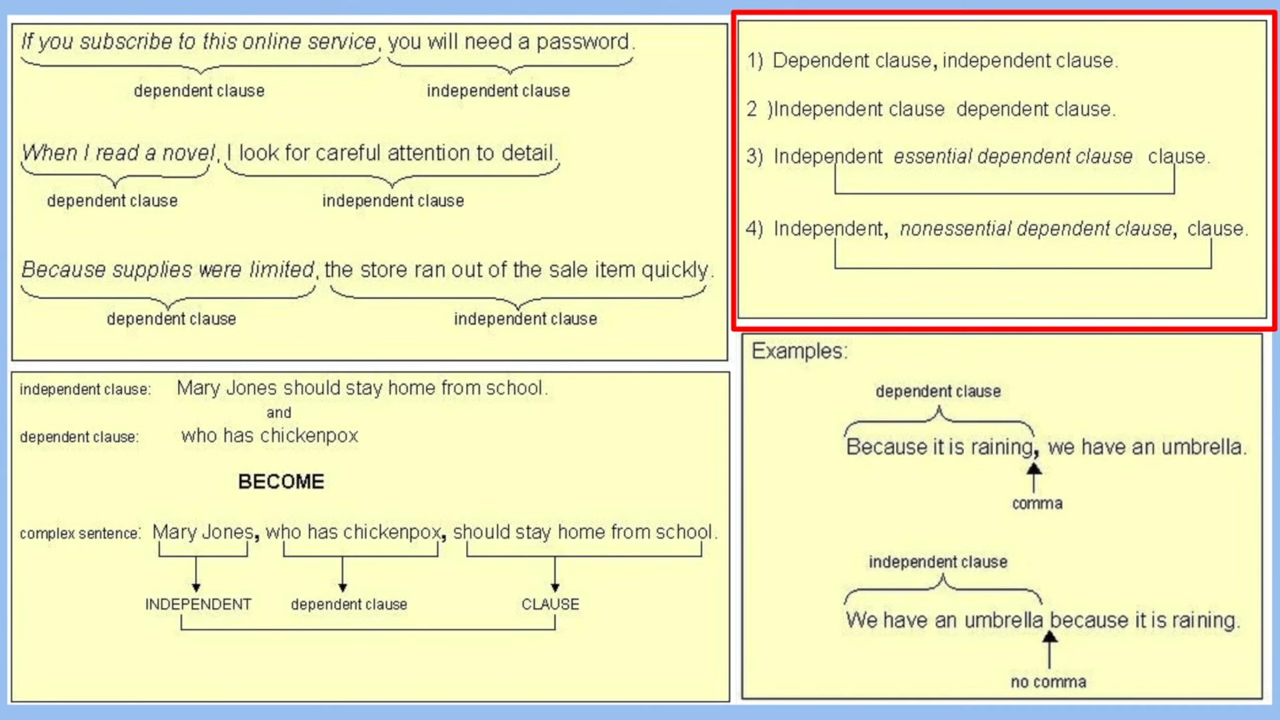 If you subscribe to this online service, you will need a password.
dependent clause independent clause
When I read a novel, I look for careful attention to detail.
dependent clause independent clause
Because supplies were limited, the store ran out of the sale item quickly.
dependent clause independent clause
1) Dependent clause, independent clause.
2 )Independent clause dependent clause.
3) Independent essential dependent clause clause.
4) Independent, nonessential dependent clause, clause.
independent clause: Mary Jones should stay home from school.
and
dependent clause: who has chickenpox
BECOME
complex sentence: Mary Jones, who has chickenpox, should stay home from school.
INDEPENDENT dependent clause CLAUSE
Examples:
dependent clause
Because it is raining, we have an umbrella.
comma
independent clause
We have an umbrella because it is raining.
no comma